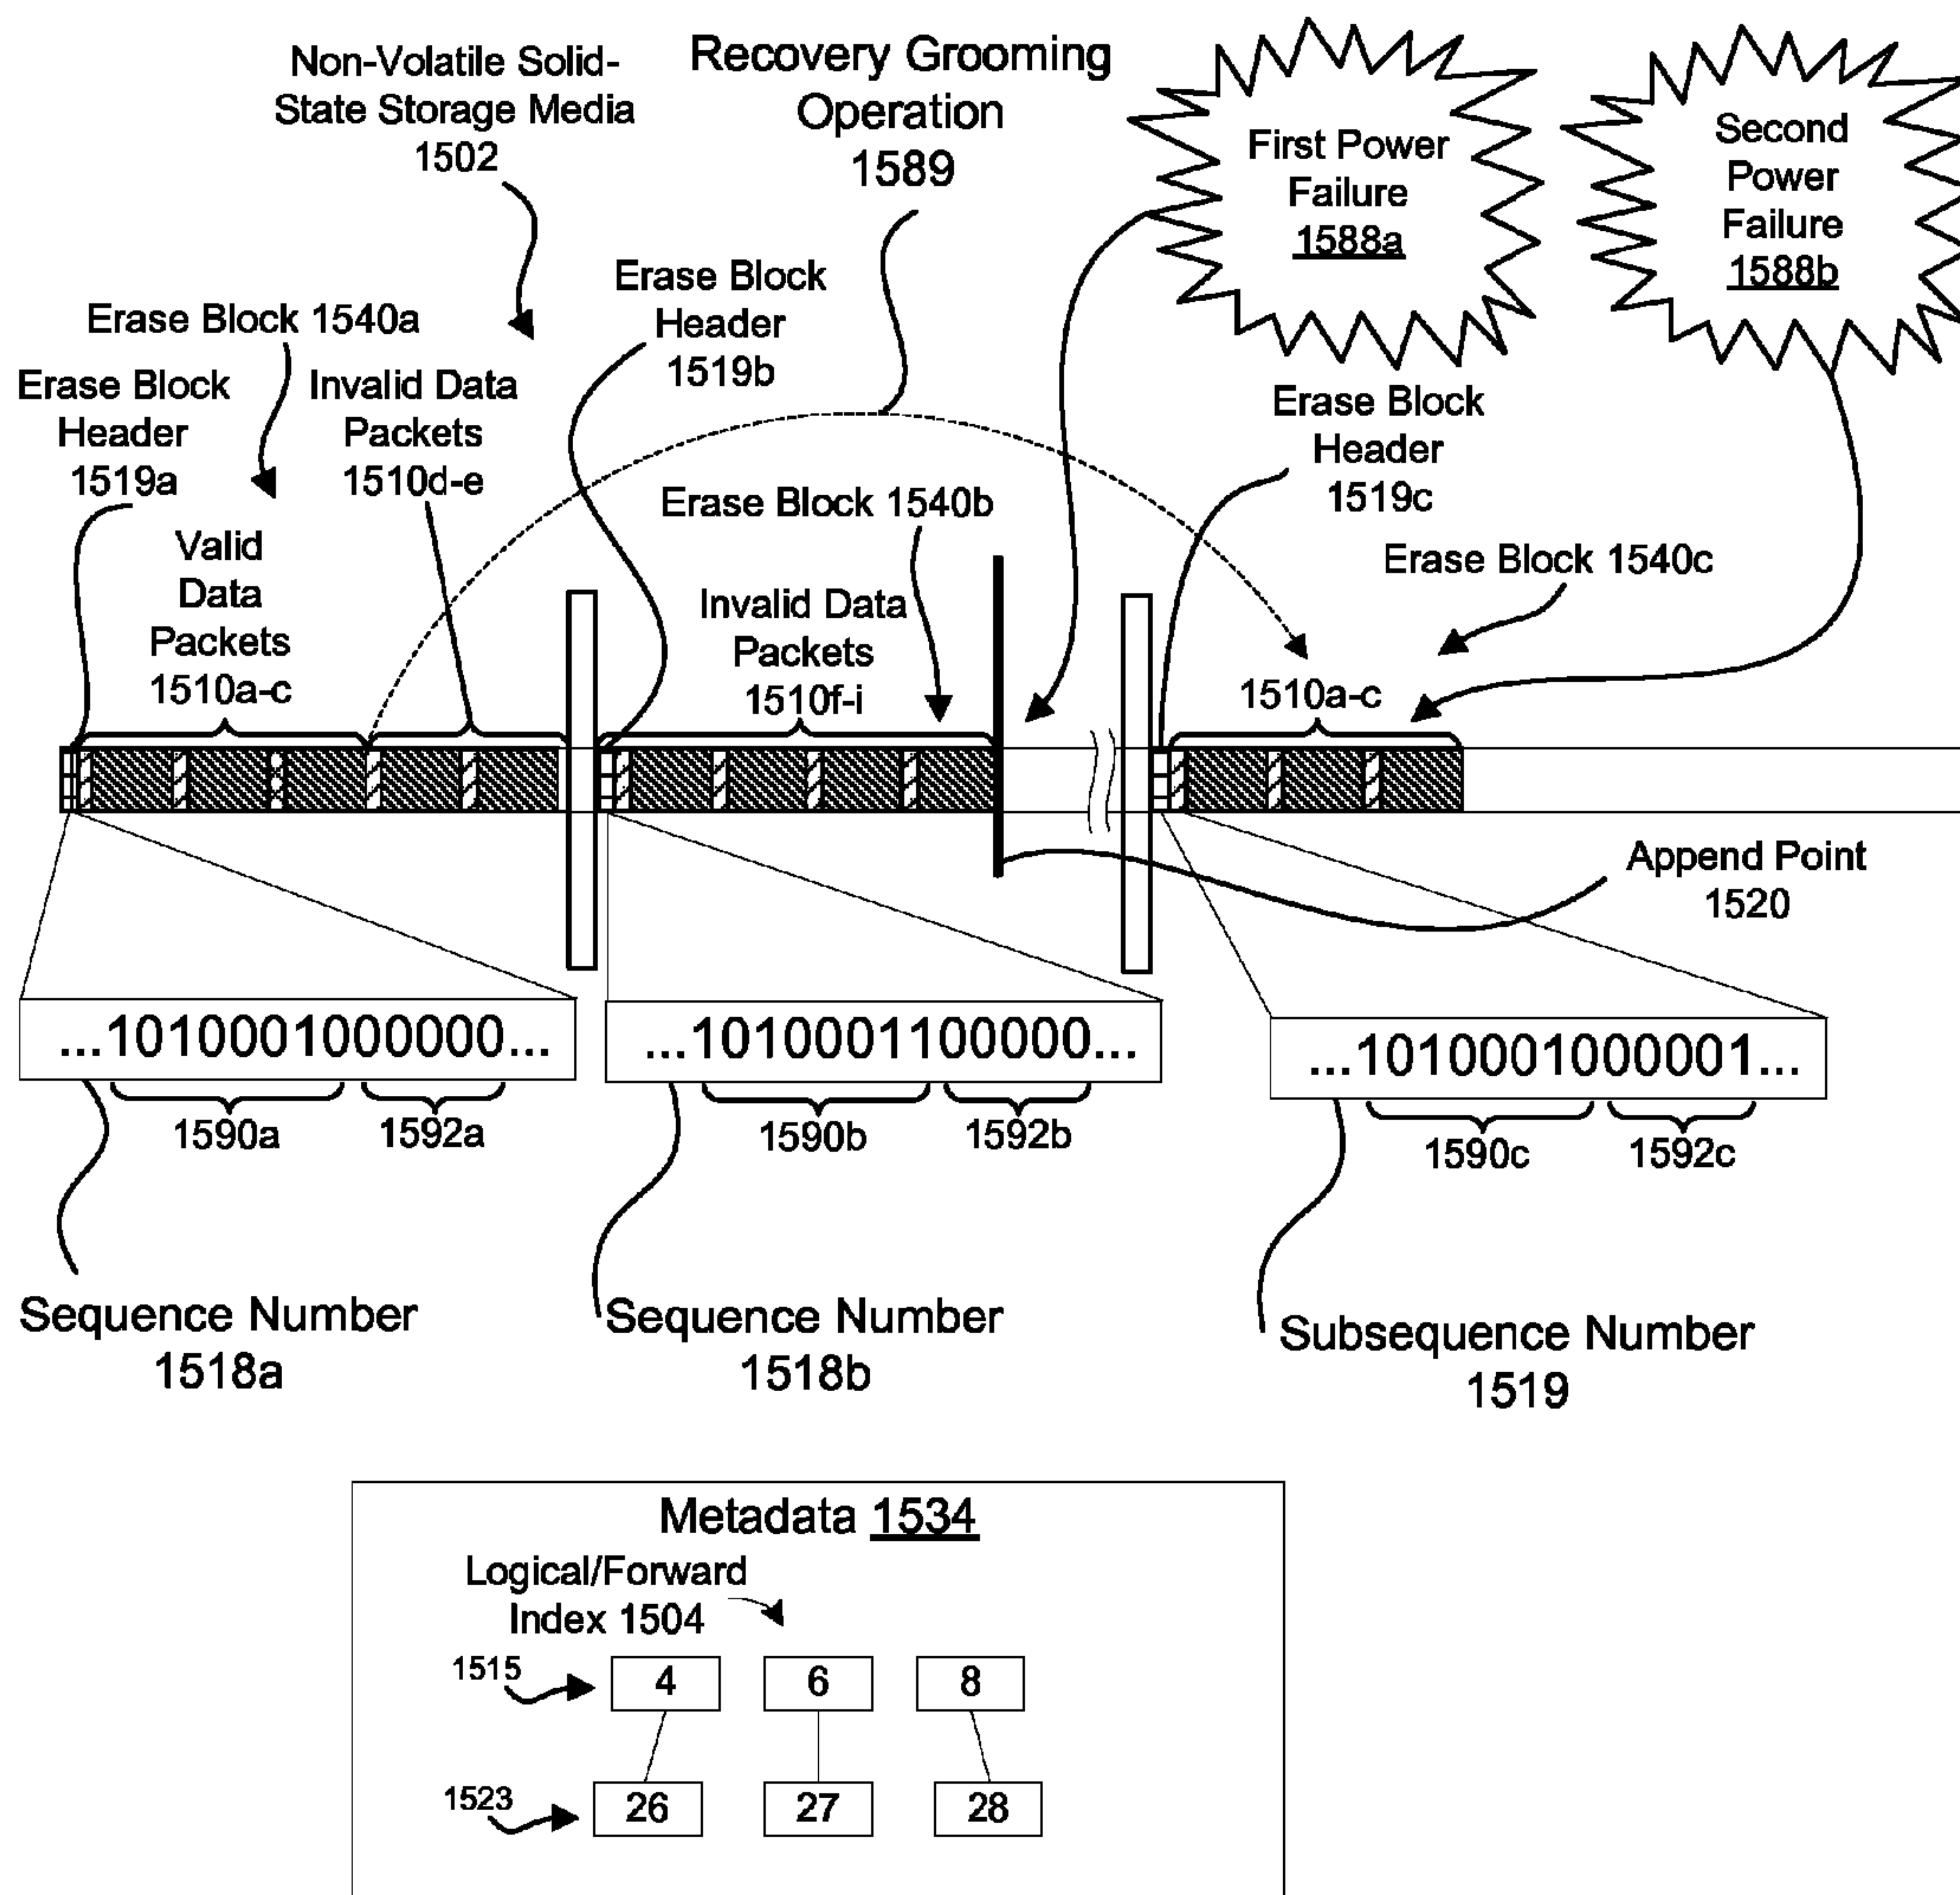 Non-Volatile Solid-
State Storage Media
1502
Recovery Grooming
Operation
1589
First Power
Failure
1588a
Second
Power
Failure
1588b
Erase Block 1540a
Erase Block
Header
1519a
Invalid Data
Packets
1510d-e
Erase Block
Header
1519b
Erase Block
Header
1519c
Valid
Data
Packets
1510a-c
Erase Block 1540b
Invalid Data
Packets
1510f-i
Erase Block 1540c
1510a-c
Append Point
1520
...1010001000000...
1590a
1592a
...1010001100000...
1590b
1592b
...1010001000001...
1590c
1592c
Sequence Number
1518a
Sequence Number
1518b
Subsequence Number
1519
Metadata 1534
Logical/Forward
Index 1504
1515
4
6
8
1523
26
27
28